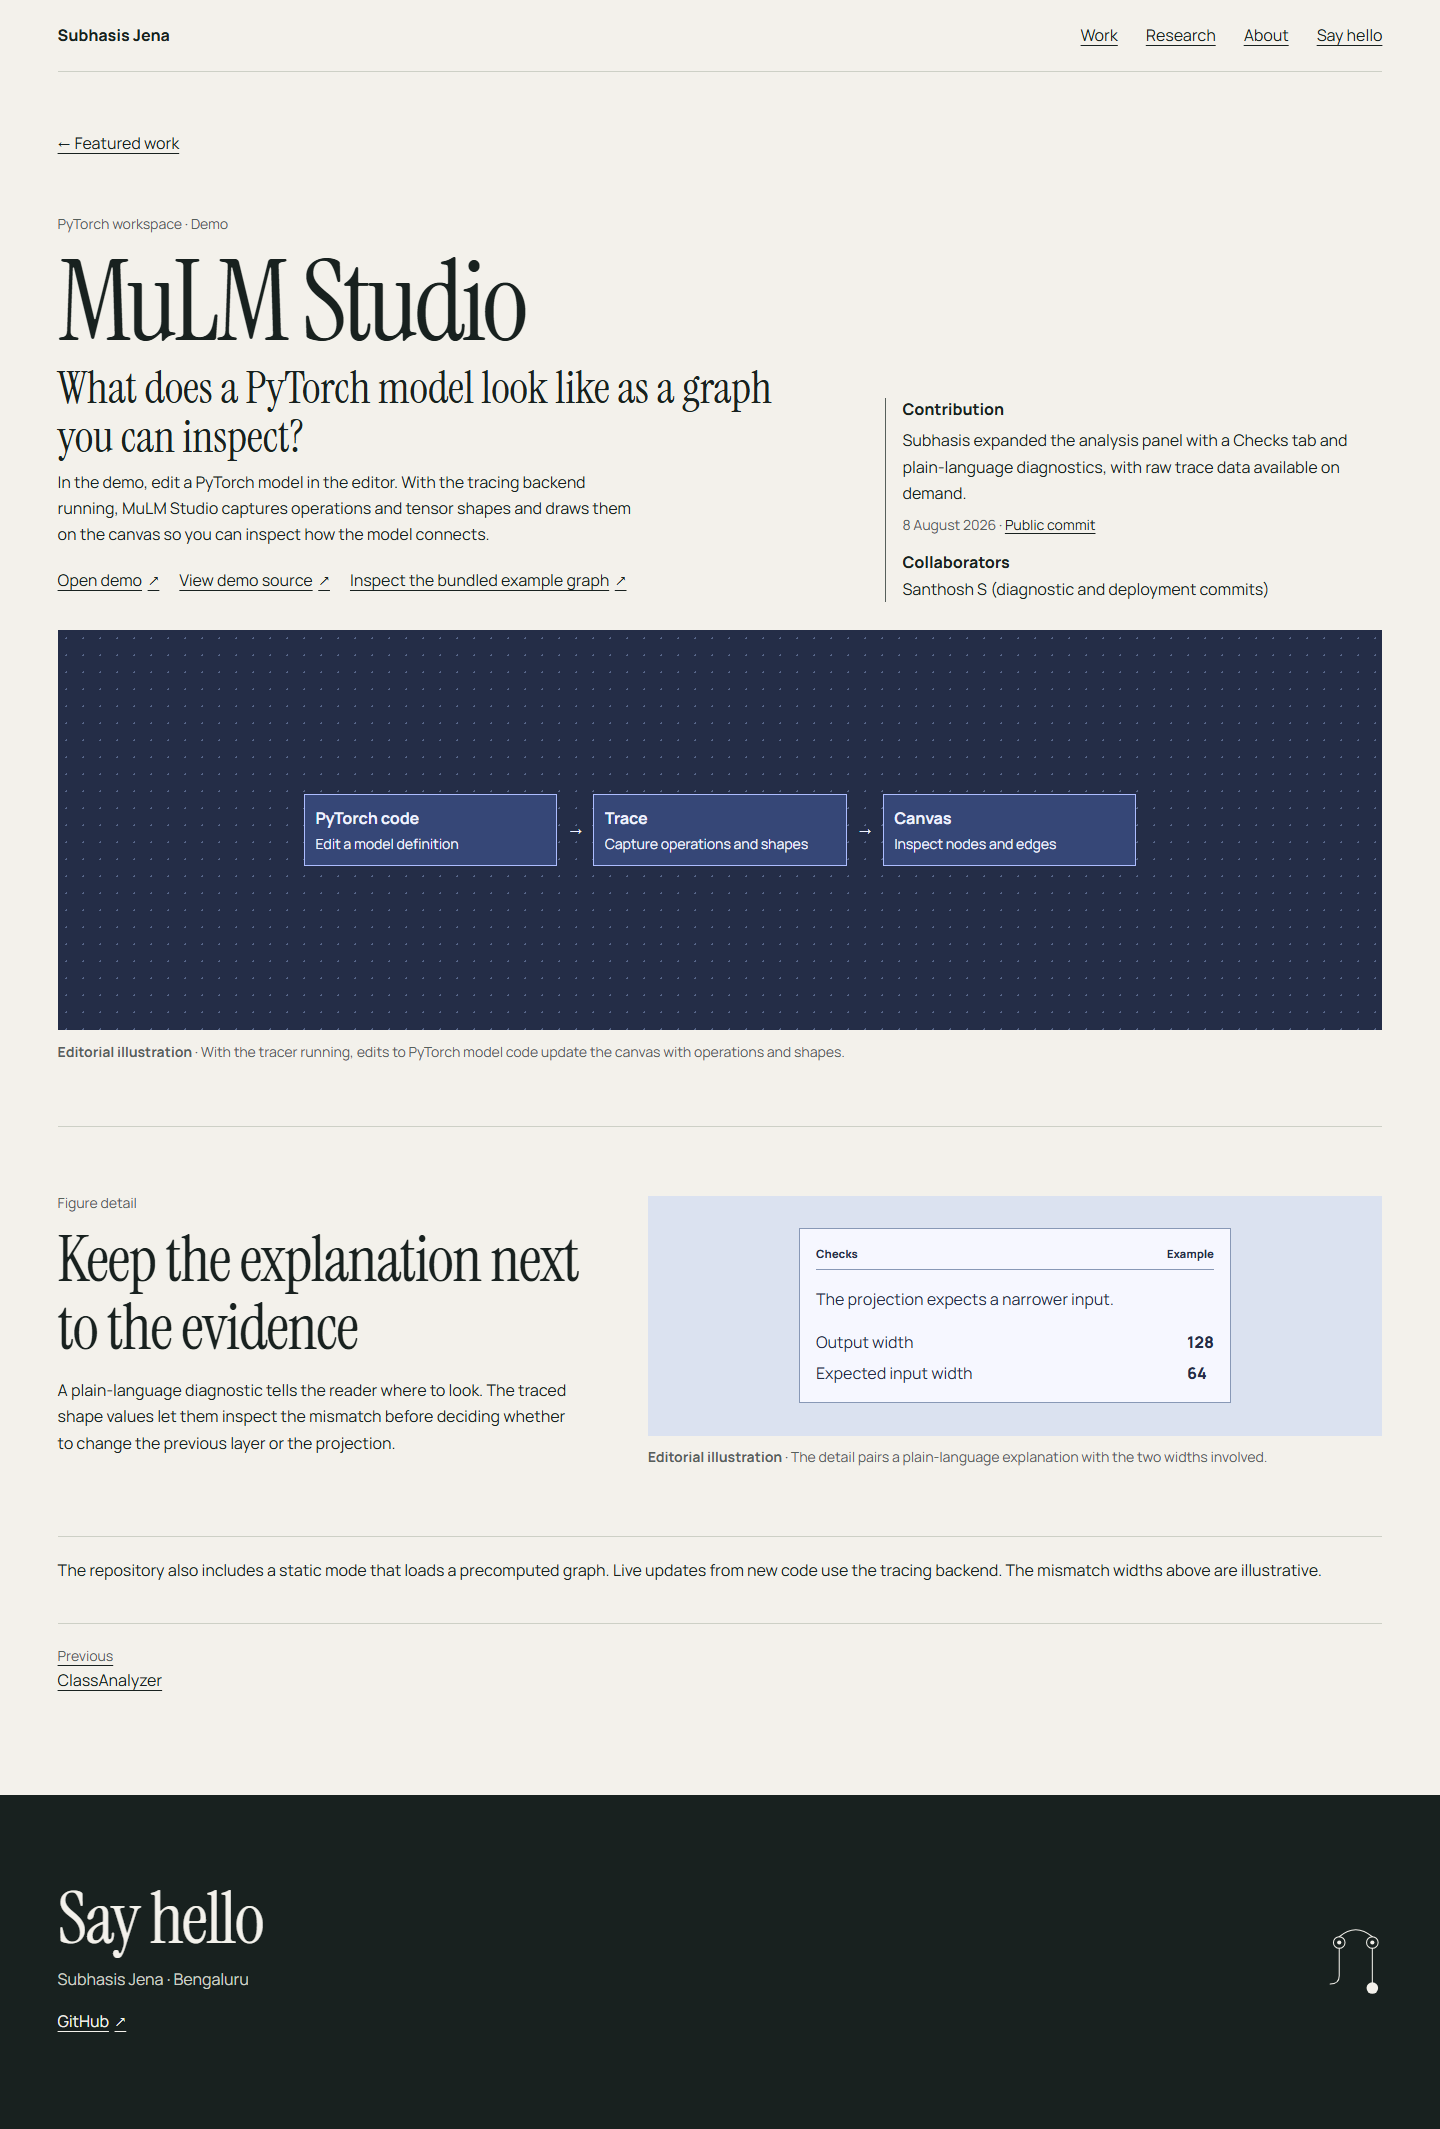 Subhasis Jena
Work Research About Say hello
← Featured work
PyTorch workspace · Demo
MuLM Studio
What does a PyTorch model look like as a graph
you can inspect?
In the demo, edit a PyTorch model in the editor. With the tracing backend
running, MuLM Studio captures operations and tensor shapes and draws them
on the canvas so you can inspect how the model connects.
Open demo ↗ View demo source ↗ Inspect the bundled example graph ↗
Contribution
Subhasis expanded the analysis panel with a Checks tab and
plain-language diagnostics, with raw trace data available on
demand.
8 August 2026 · Public commit
Collaborators
Santhosh S (diagnostic and deployment commits)
PyTorch code
Edit a model definition
→
Trace
Capture operations and shapes
→
Canvas
Inspect nodes and edges
Editorial illustration · With the tracer running, edits to PyTorch model code update the canvas with operations and shapes.
Figure detail
Keep the explanation next
to the evidence
A plain-language diagnostic tells the reader where to look. The traced
shape values let them inspect the mismatch before deciding whether
to change the previous layer or the projection.
Checks Example
The projection expects a narrower input.
Output width 128
Expected input width 64
Editorial illustration · The detail pairs a plain-language explanation with the two widths involved.
The repository also includes a static mode that loads a precomputed graph. Live updates from new code use the tracing backend. The mismatch widths above are illustrative.
Previous
ClassAnalyzer
Say hello
Subhasis Jena · Bengaluru
GitHub ↗